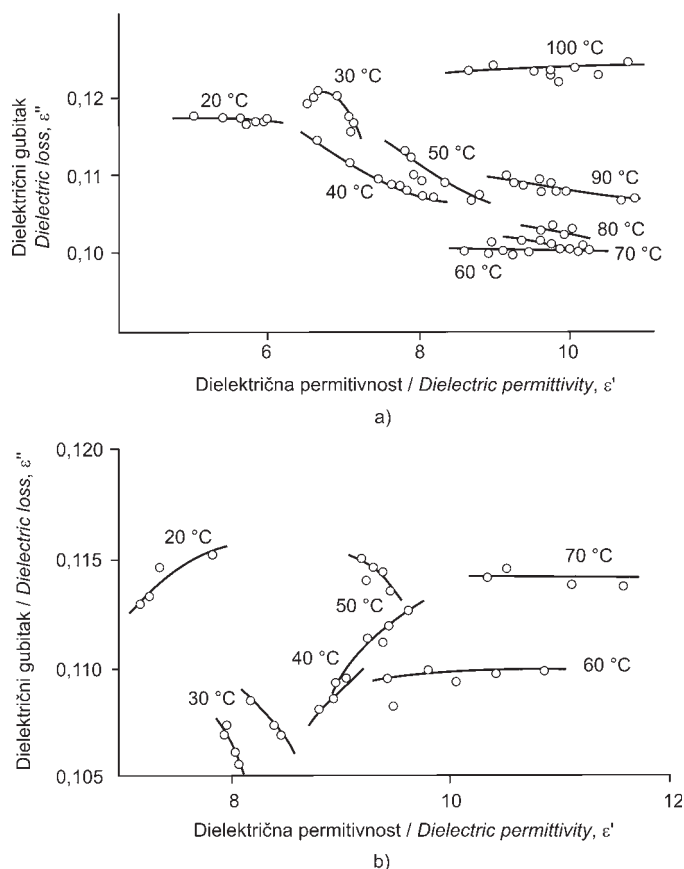 Dielektrični gubitak, ε"
Dielectric loss, ε"
0,12
0,11
0,10
20 °C
30 °C
40 °C
50 °C
100 °C
90 °C
80 °C
70 °C
60 °C
6
8
10
Dielektrična permitivnost / Dielectric permittivity, ε'
a)
Dielektrični gubitak / Dielectric loss, ε"
0,120
0,115
0,110
0,105
20 °C
30 °C
40 °C
50 °C
70 °C
60 °C
8
10
12
Dielektrična permitivnost / Dielectric permittivity, ε'
b)